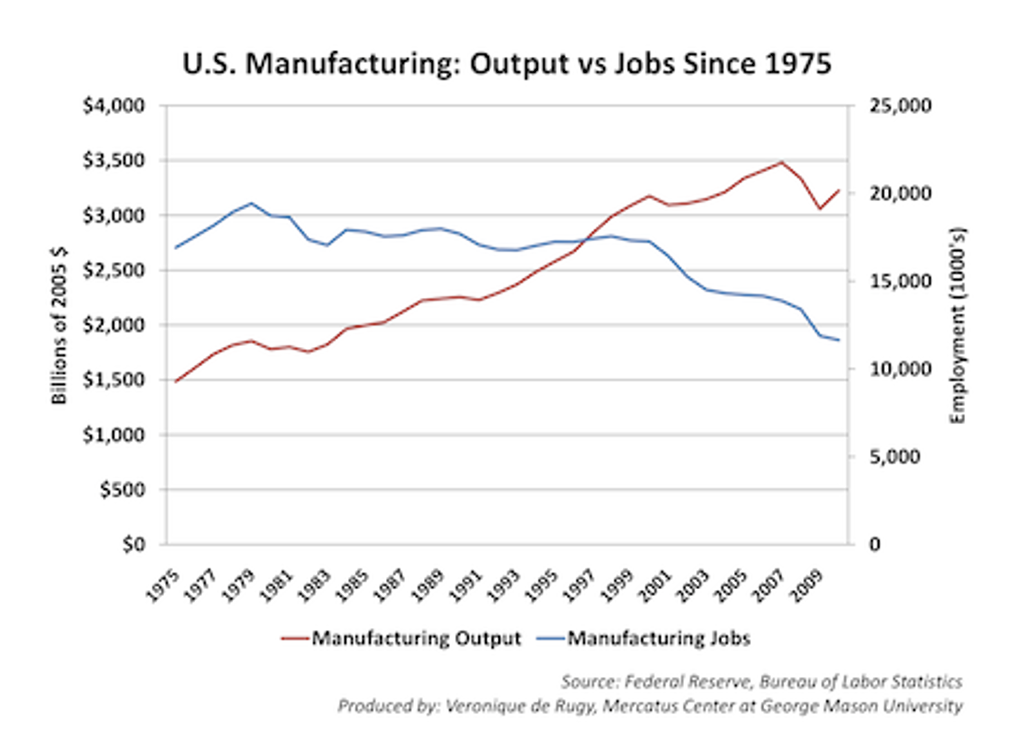 U.S. Manufacturing: Output vs Jobs Since 1975
$4,000
$3,500
$3,000
$2,500
$2,000
$1,500
$1,000
$500
$0
Billions of 2005 $
25,000
20,000
15,000
10,000
5,000
0
Employment (1000's)
1975 1977 1979 1981 1983 1985 1987 1989 1991 1993 1995 1997 1999 2001 2003 2005 2007 2009
Manufacturing Output Manufacturing Jobs
Source: Federal Reserve, Bureau of Labor Statistics
Produced by: Veronique de Rugy, Mercatus Center at George Mason University